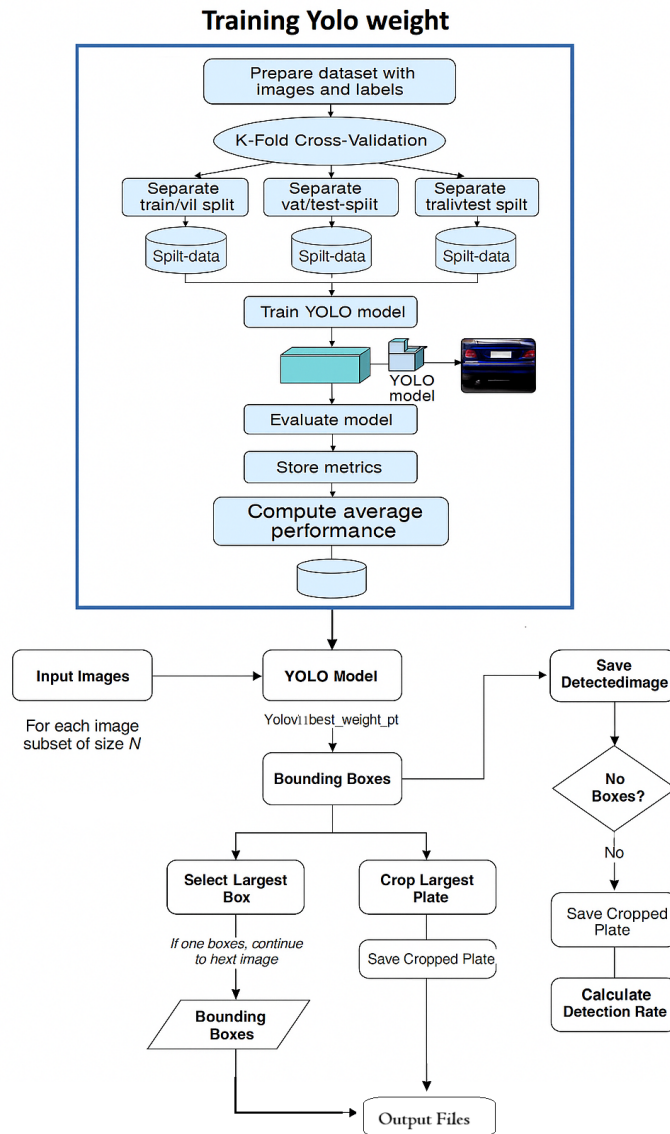 Training Yolo weight
Prepare dataset with
images and labels
K-Fold Cross-Validation
Separate
train/vil split
Separate
vat/test-spiit
Separate
tralivtest spilt
Spilt-data
Spilt-data
Spilt-data
Train YOLO model
YOLO
model
Evaluate model
Store metrics
Compute average
performance
Input Images
YOLO Model
Save
Detectedimage
For each image
subset of size N
Yolov11best_weight_pt
Bounding Boxes
No
Boxes?
No
Select Largest
Box
Crop Largest
Plate
Save Cropped
Plate
If one boxes, continue
to hext image
Save Cropped Plate
Calculate
Detection Rate
Bounding
Boxes
Output Files